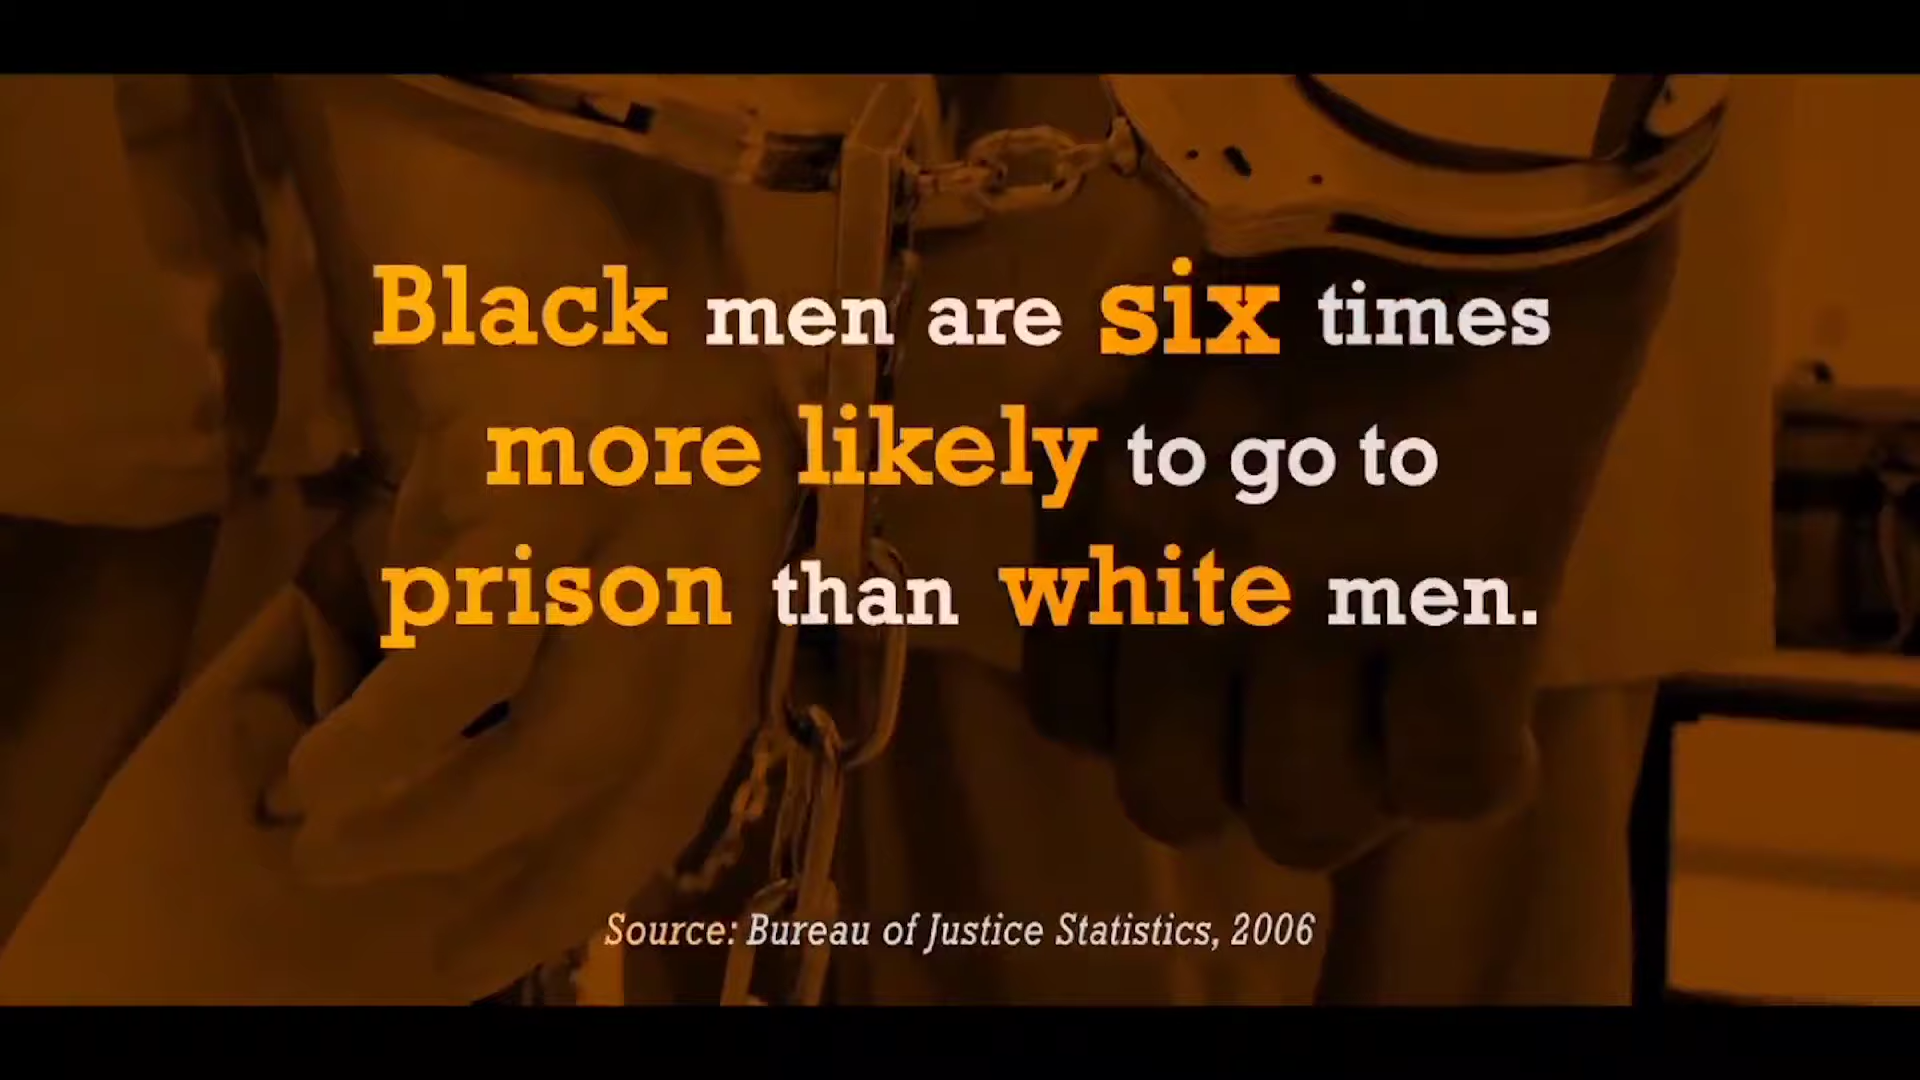 Black men are six times
more likely to go to
prison than white men.
Source: Bureau of Justice Statistics, 2006